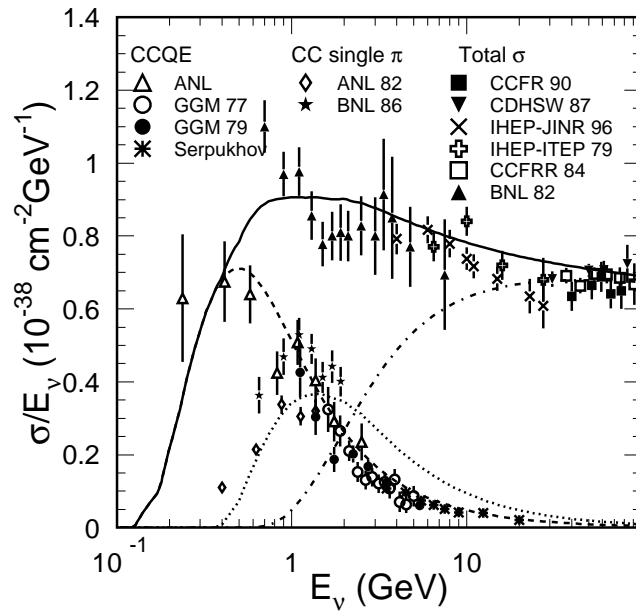 1.4
1.2
1
0.8
0.6
0.4
0.2
0
σ/Eν (10⁻³⁸ cm⁻²GeV⁻¹)
CCQE
ANL
GGM 77
GGM 79
Serpukhov
CC single π
ANL 82
BNL 86
Total σ
CCFR 90
CDHSW 87
IHEP-JINR 96
IHEP-ITEP 79
CCFRR 84
BNL 82
10⁻¹ 1 10
Eν (GeV)